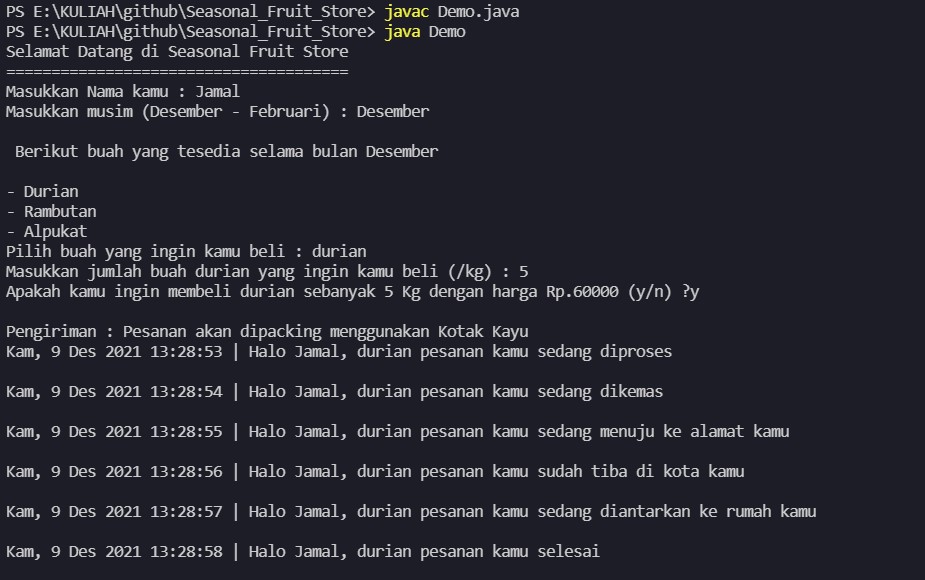 PS E:\KULIAH\github\Seasonal_Fruit_Store> javac Demo.java
PS E:\KULIAH\github\Seasonal_Fruit_Store> java Demo
Selamat Datang di Seasonal Fruit Store
======================================
Masukkan Nama kamu : Jamal
Masukkan musim (Desember - Februari) : Desember
Berikut buah yang tesedia selama bulan Desember
- Durian
- Rambutan
- Alpukat
Pilih buah yang ingin kamu beli : durian
Masukkan jumlah buah durian yang ingin kamu beli (/kg) : 5
Apakah kamu ingin membeli durian sebanyak 5 Kg dengan harga Rp.60000 (y/n) ?y
Pengiriman : Pesanan akan dipacking menggunakan Kotak Kayu
Kam, 9 Des 2021 13:28:53 | Halo Jamal, durian pesanan kamu sedang diproses
Kam, 9 Des 2021 13:28:54 | Halo Jamal, durian pesanan kamu sedang dikemas
Kam, 9 Des 2021 13:28:55 | Halo Jamal, durian pesanan kamu sedang menuju ke alamat kamu
Kam, 9 Des 2021 13:28:56 | Halo Jamal, durian pesanan kamu sudah tiba di kota kamu
Kam, 9 Des 2021 13:28:57 | Halo Jamal, durian pesanan kamu sedang diantarkan ke rumah kamu
Kam, 9 Des 2021 13:28:58 | Halo Jamal, durian pesanan kamu selesai